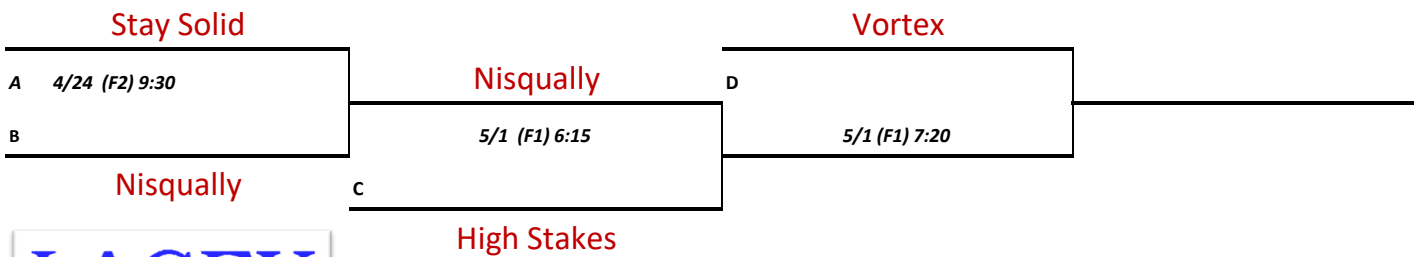 Stay Solid
Vortex
A 4/24 (F2) 9:30
Nisqually
D
B
5/1 (F1) 6:15
5/1 (F1) 7:20
Nisqually
C
High Stakes
LACEY